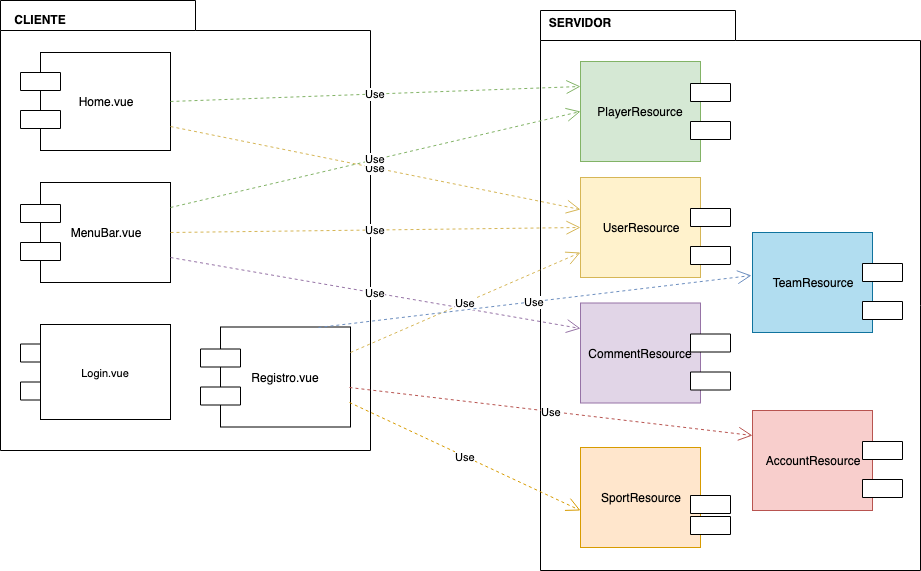 CLIENTE
SERVIDOR
Home.vue
Use
PlayerResource
Use
Use
MenuBar.vue
Use
UserResource
TeamResource
Use
Use
Use
Login.vue
Registro.vue
CommentResource
Use
AccountResource
Use
SportResource